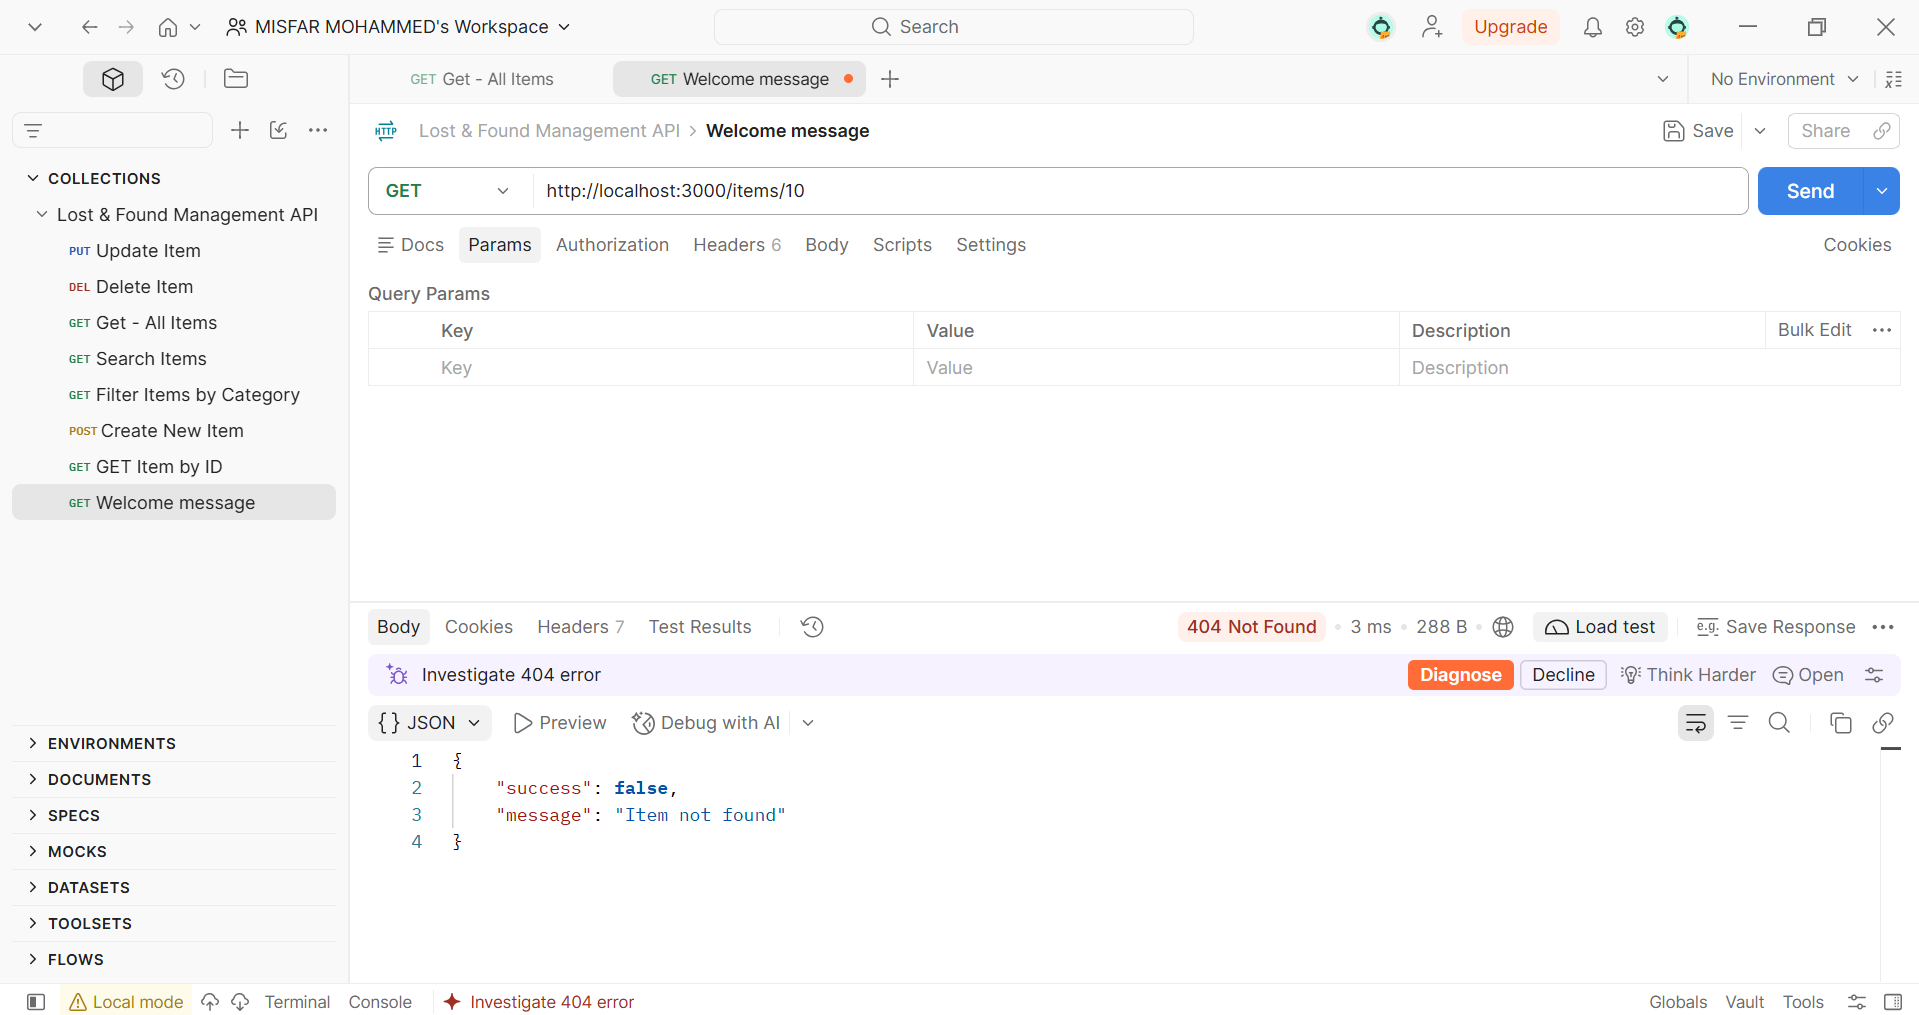 MISFAR MOHAMMED's Workspace
Search
Upgrade
GET Get - All Items
GET Welcome message
No Environment
Lost & Found Management API > Welcome message
Save
Share
COLLECTIONS
Lost & Found Management API
PUT Update Item
DEL Delete Item
GET Get - All Items
GET Search Items
GET Filter Items by Category
POST Create New Item
GET GET Item by ID
GET Welcome message
ENVIRONMENTS
DOCUMENTS
SPECS
MOCKS
DATASETS
TOOLSETS
FLOWS
HTTP
GET http://localhost:3000/items/10
Send
Docs Params Authorization Headers 6 Body Scripts Settings
Cookies
Query Params
Key Value Description Bulk Edit
Key Value Description
Body Cookies Headers 7 Test Results
404 Not Found • 3 ms • 288 B
Load test
e.g. Save Response
Investigate 404 error
Diagnose Decline Think Harder Open
{} JSON Preview Debug with AI
1 {
2 "success": false,
3 "message": "Item not found"
4 }
Local mode Terminal Console Investigate 404 error
Globals Vault Tools